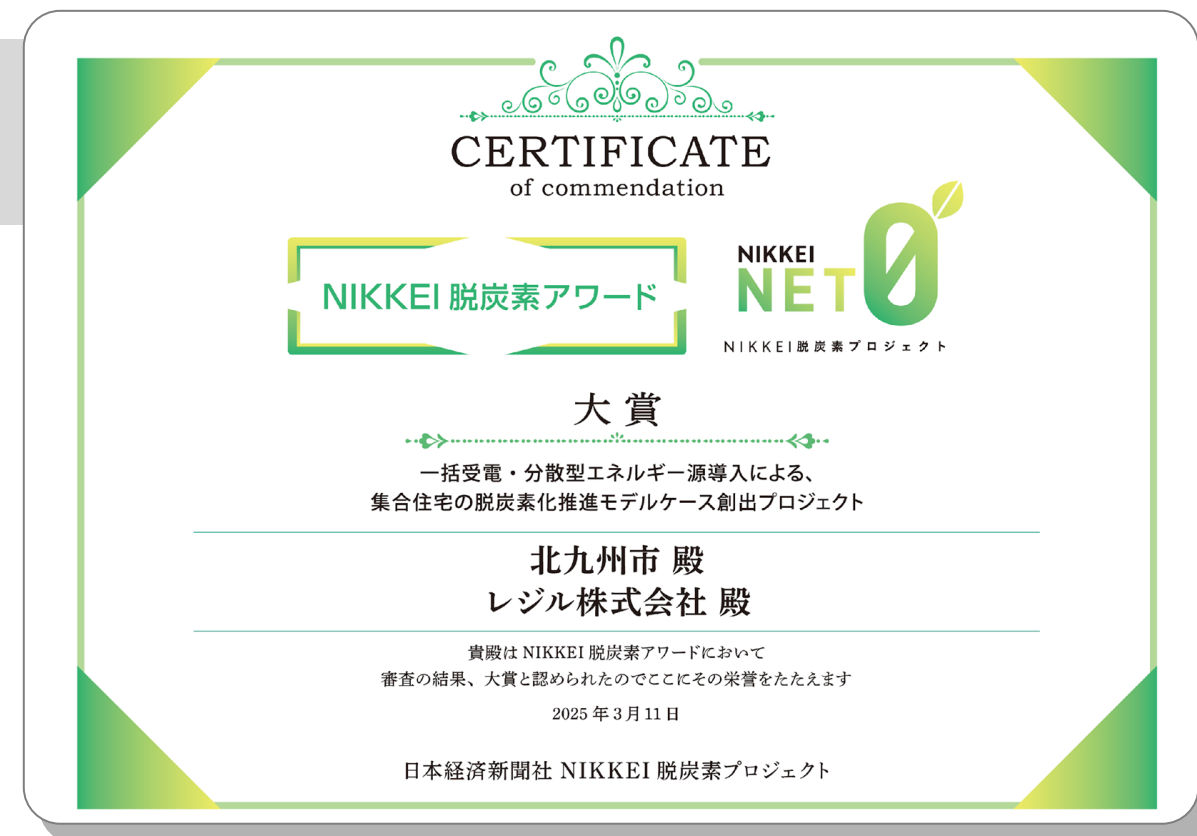 CERTIFICATE
of commendation
NIKKEI 脱炭素アワード
NIKKEI
NET0
NIKKEI脱炭素プロジェクト
大賞
一括受電・分散型エネルギー源導入による、
集合住宅の脱炭素化推進モデルケース創出プロジェクト
北九州市 殿
レジル株式会社 殿
貴殿は NIKKEI 脱炭素アワードにおいて
審査の結果、大賞と認められたのでここにその栄誉をたたえます
2025 年 3 月 11 日
日本経済新聞社 NIKKEI 脱炭素プロジェクト